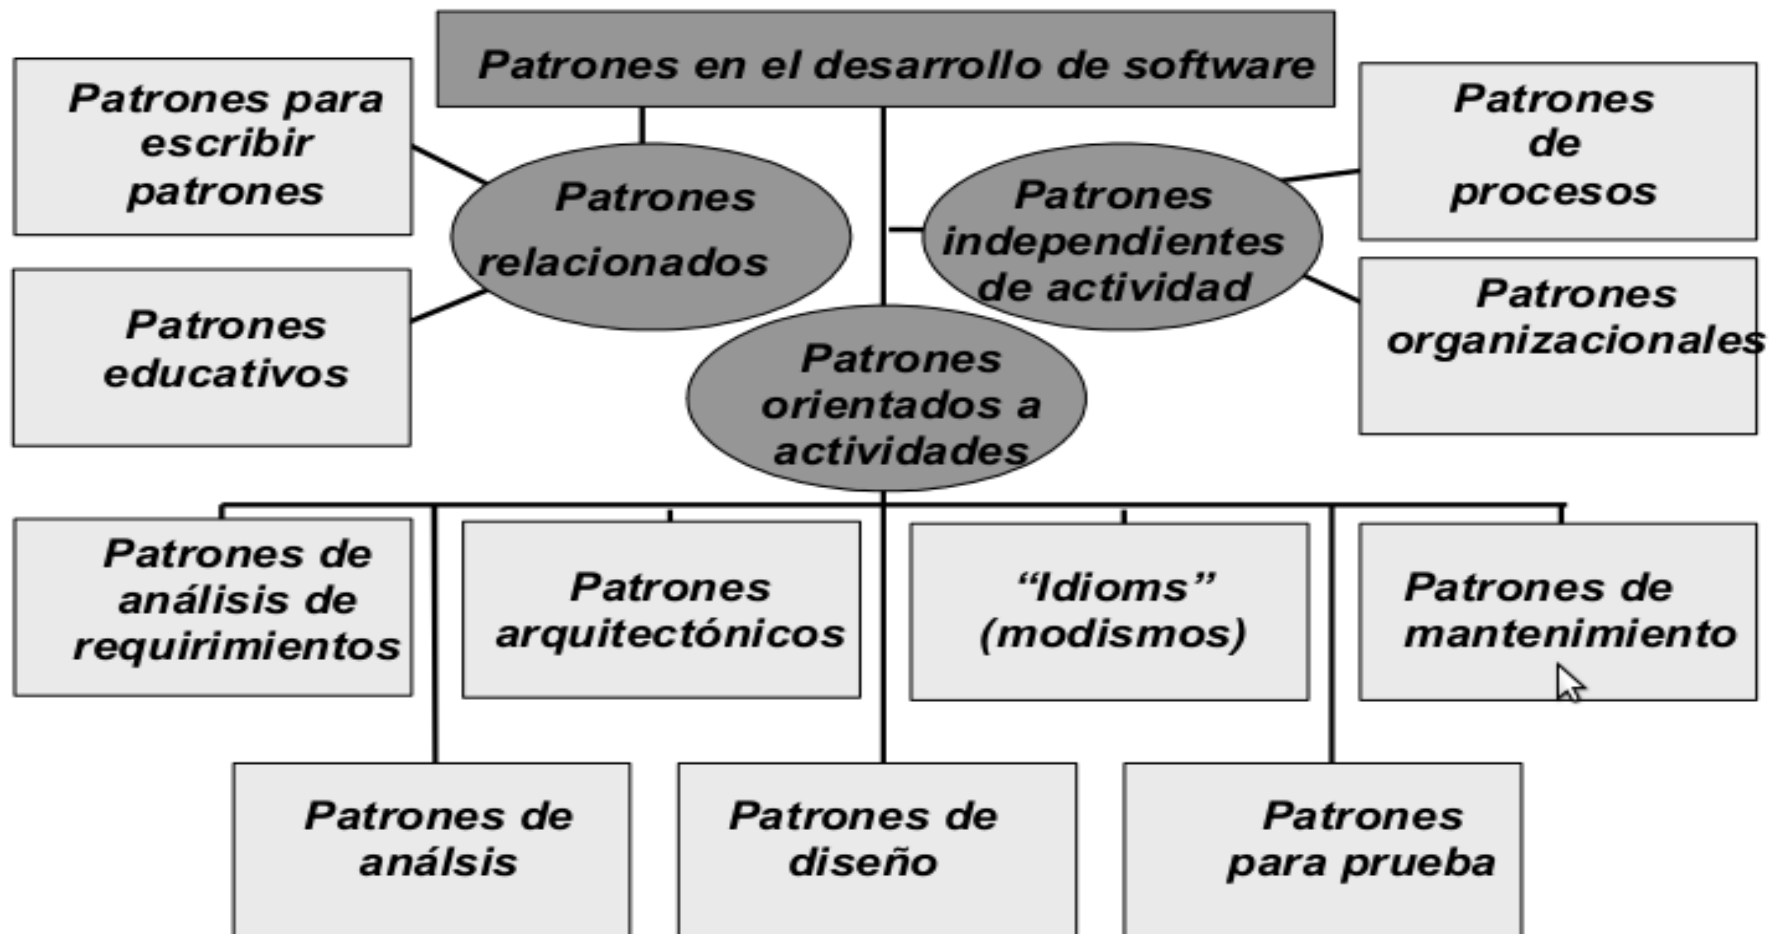 Patrones en el desarrollo de software
Patrones para
escribir
patrones
Patrones
de
procesos
Patrones
relacionados
Patrones
independientes
de actividad
Patrones
educativos
Patrones
organizacionales
Patrones
orientados a
actividades
Patrones de
análisis de
requirimientos
Patrones
arquitectónicos
“Idioms”
(modismos)
Patrones de
mantenimiento
Patrones de
análsis
Patrones de
diseño
Patrones
para prueba